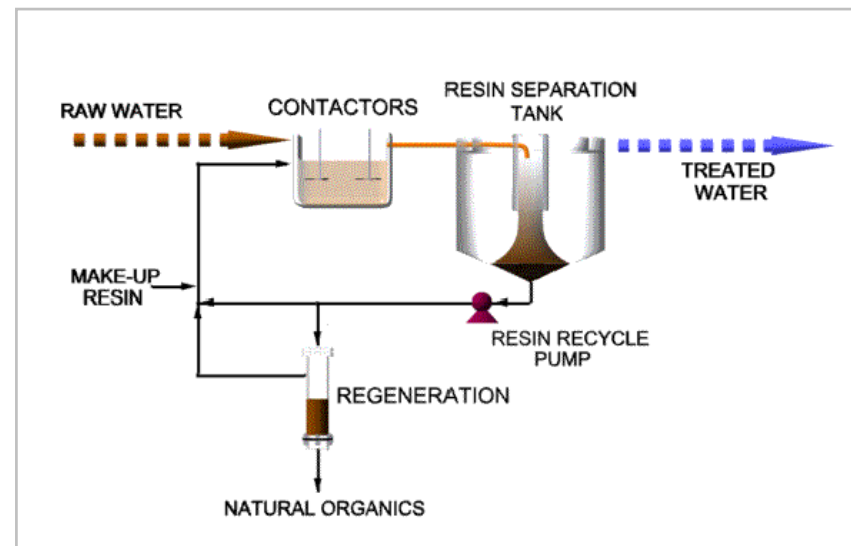 RAW WATER
CONTACTORS
RESIN SEPARATION
TANK
TREATED
WATER
MAKE-UP
RESIN
RESIN RECYCLE
PUMP
REGENERATION
NATURAL ORGANICS